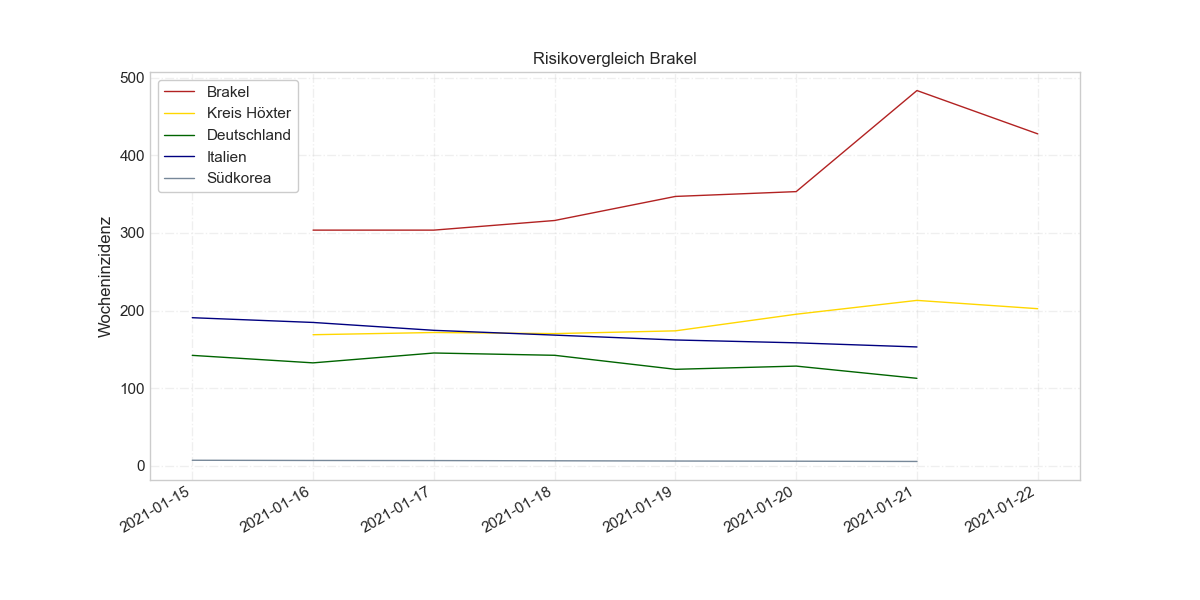 Risikovergleich Brakel
Wocheninzidenz
500
400
300
200
100
0
Brakel
Kreis Höxter
Deutschland
Italien
Südkorea
2021-01-15
2021-01-16
2021-01-17
2021-01-18
2021-01-19
2021-01-20
2021-01-21
2021-01-22